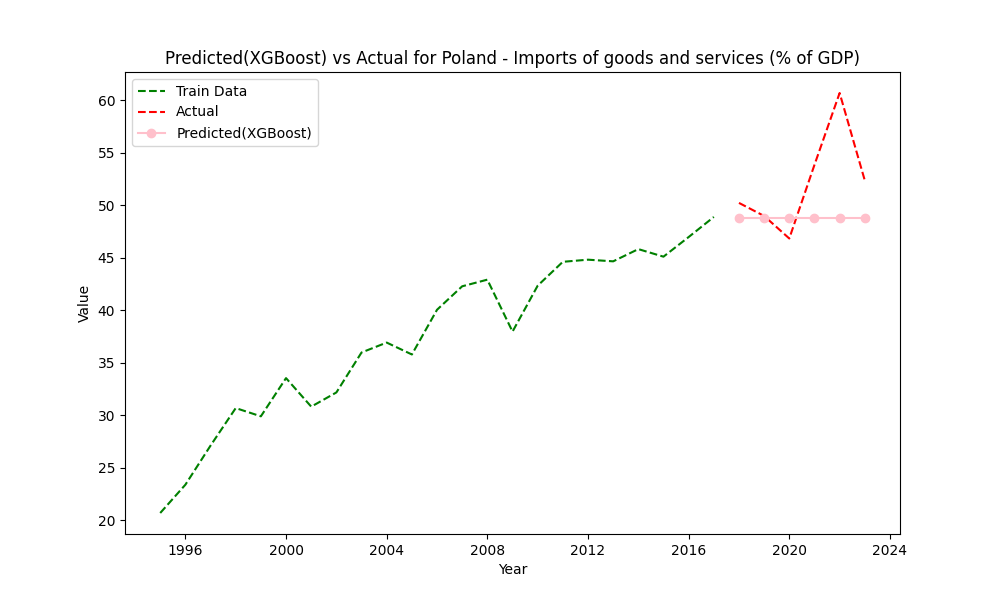 Predicted(XGBoost) vs Actual for Poland - Imports of goods and services (% of GDP)
Train Data
Actual
Predicted(XGBoost)
Value
60
55
50
45
40
35
30
25
20
1996 2000 2004 2008 2012 2016 2020 2024
Year